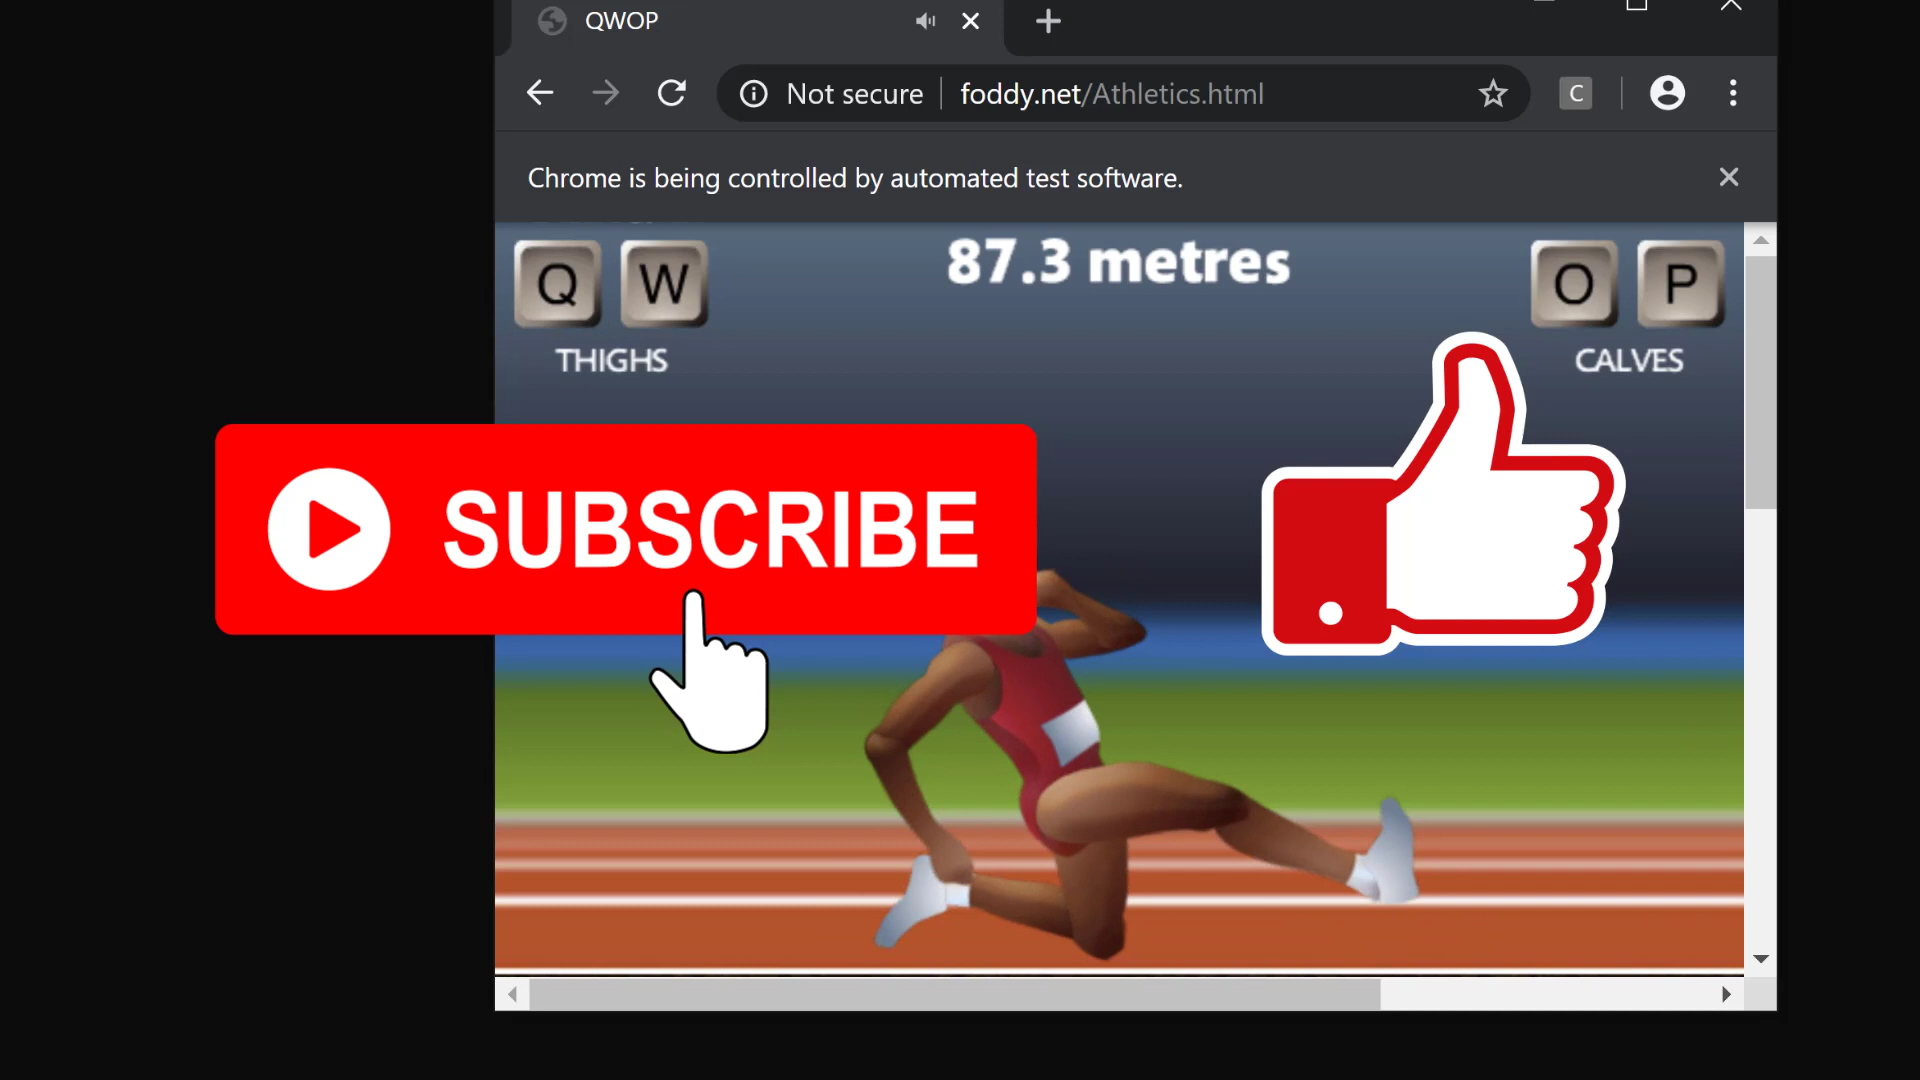 QWOP
Not secure foddy.net/Athletics.html
C
Chrome is being controlled by automated test software.
Q W 87.3 metres O P
THIGHS CALVES
SUBSCRIBE